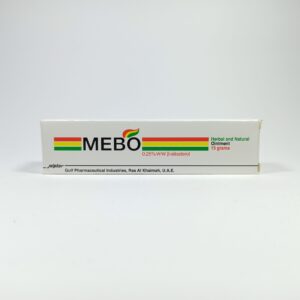 MEBO
0.25% W/W β-sitosterol
Herbal and Natural
Ointment
15 grams
Gulf Pharmaceutical Industries, Ras Al Khaimah, U.A.E.